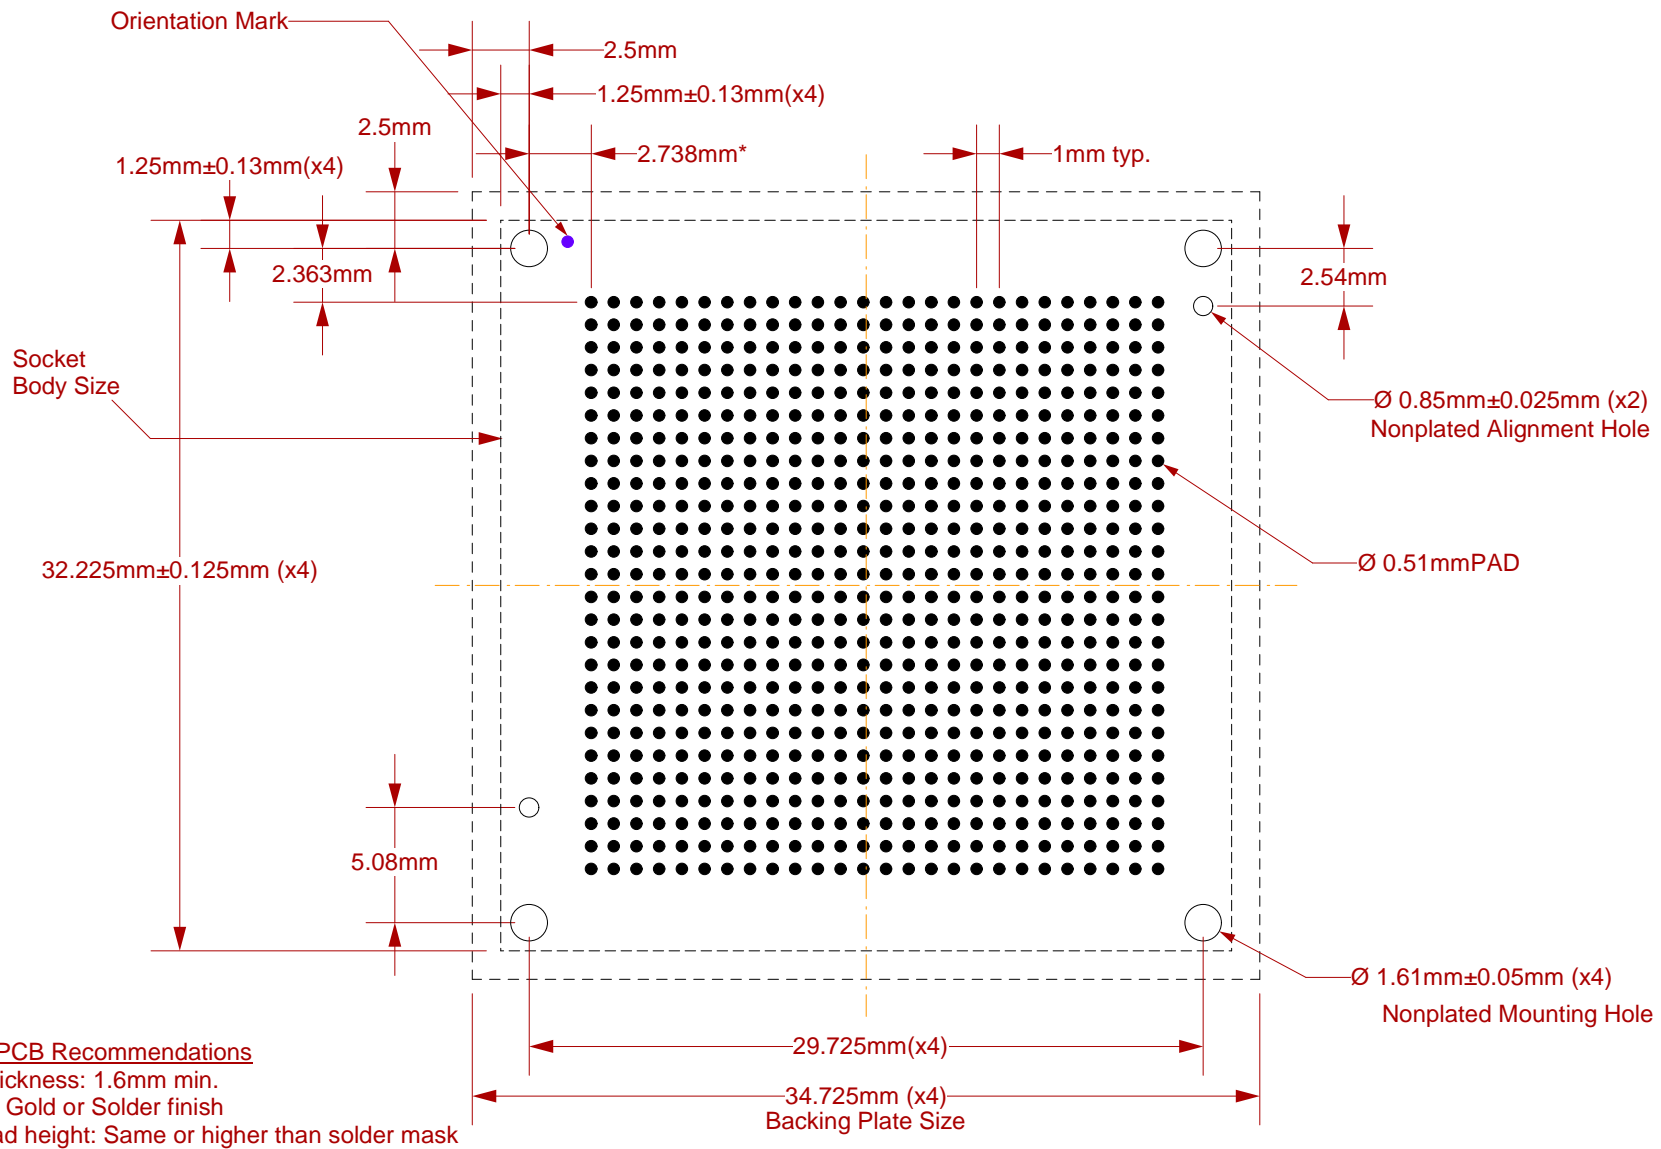 Orientation Mark
2.5mm
1.25mm±0.13mm(x4)
2.5mm
2.738mm*
1mm typ.
1.25mm±0.13mm(x4)
2.363mm
2.54mm
Socket
Body Size
Ø 0.85mm±0.025mm (x2)
Nonplated Alignment Hole
32.225mm±0.125mm (x4)
Ø 0.51mmPAD
5.08mm
Ø 1.61mm±0.05mm (x4)
Nonplated Mounting Hole
29.725mm(x4)
34.725mm (x4)
Backing Plate Size
PCB Recommendations
ickness: 1.6mm min.
Gold or Solder finish
ad height: Same or higher than solder mask